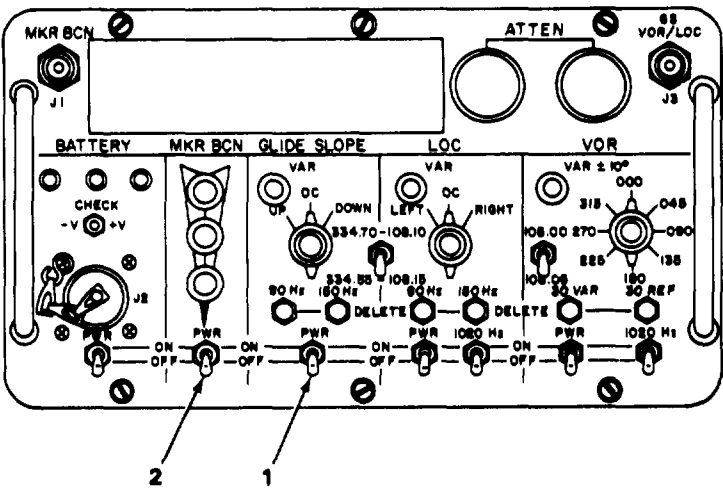 MKR BCN
J1
ATTEN
GS
VOR/LOC
J3
BATTERY
CHECK
-V +V
J2
PWR
MKR BCN
PWR
GLIDE SLOPE
VAR
OC
UP
DOWN
90 Hz
150 Hz
DELETE
PWR
334.70-108.10
334.55-108.15
LOC
VAR
OC
LEFT
RIGHT
90 Hz
150 Hz
DELETE
PWR
1020 Hz
VOR
VAR ± 10°
000
315
045
270
090
225
135
180
108.00
108.05
30 VAR
30 REF
PWR
1020 Hz
ON ON ON ON
OFF OFF OFF OFF
2
1